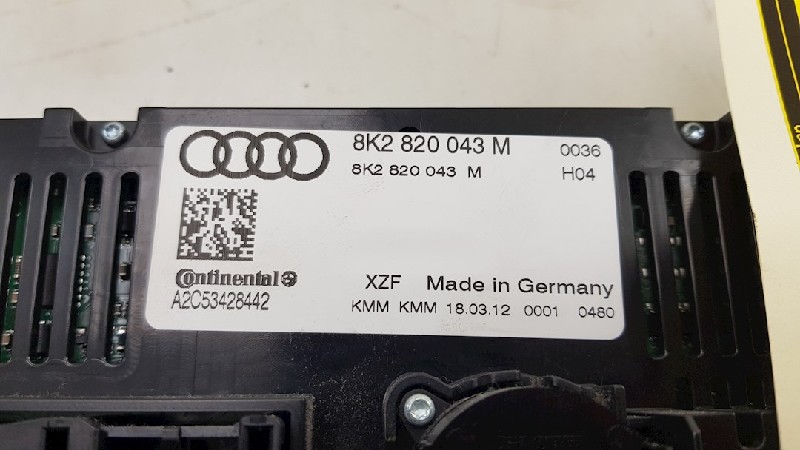 8K2 820 043 M 0036
8K2 820 043 M H04
Continental
A2C53428442
XZF Made in Germany
KMM KMM 18.03.12 0001 0480